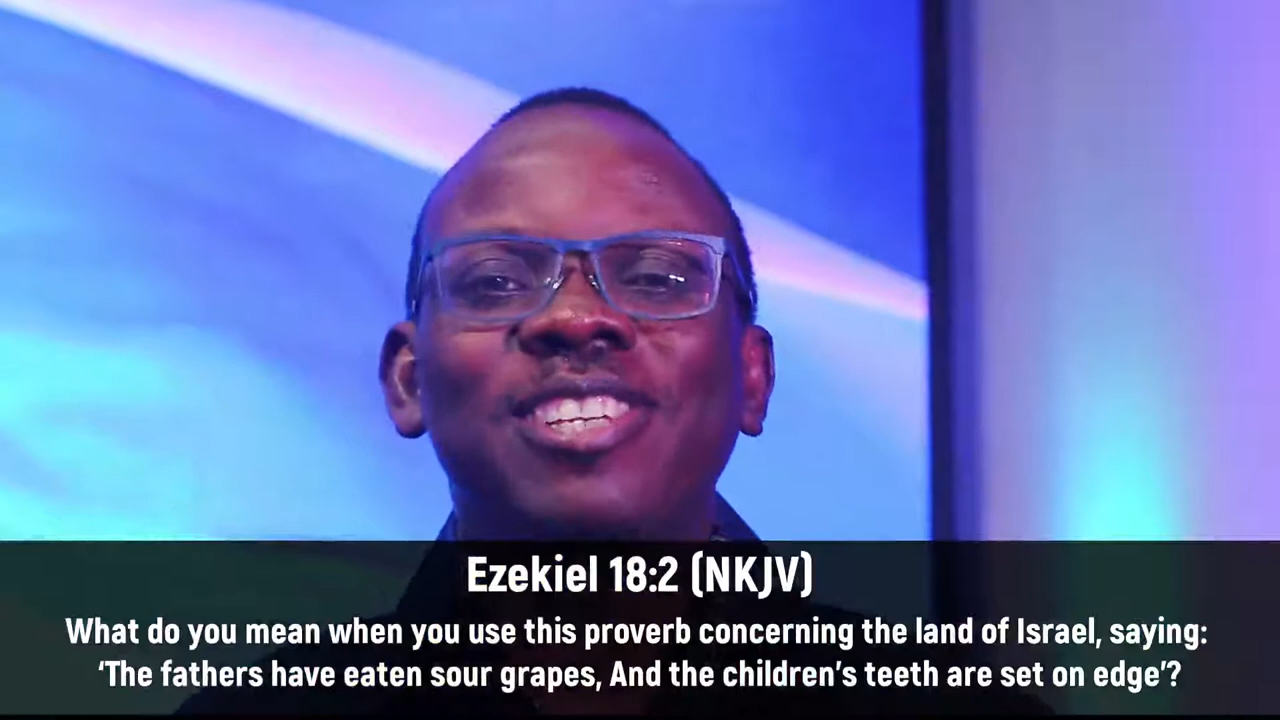 Ezekiel 18:2 (NKJV)
What do you mean when you use this proverb concerning the land of Israel, saying:
‘The fathers have eaten sour grapes, And the children’s teeth are set on edge’?